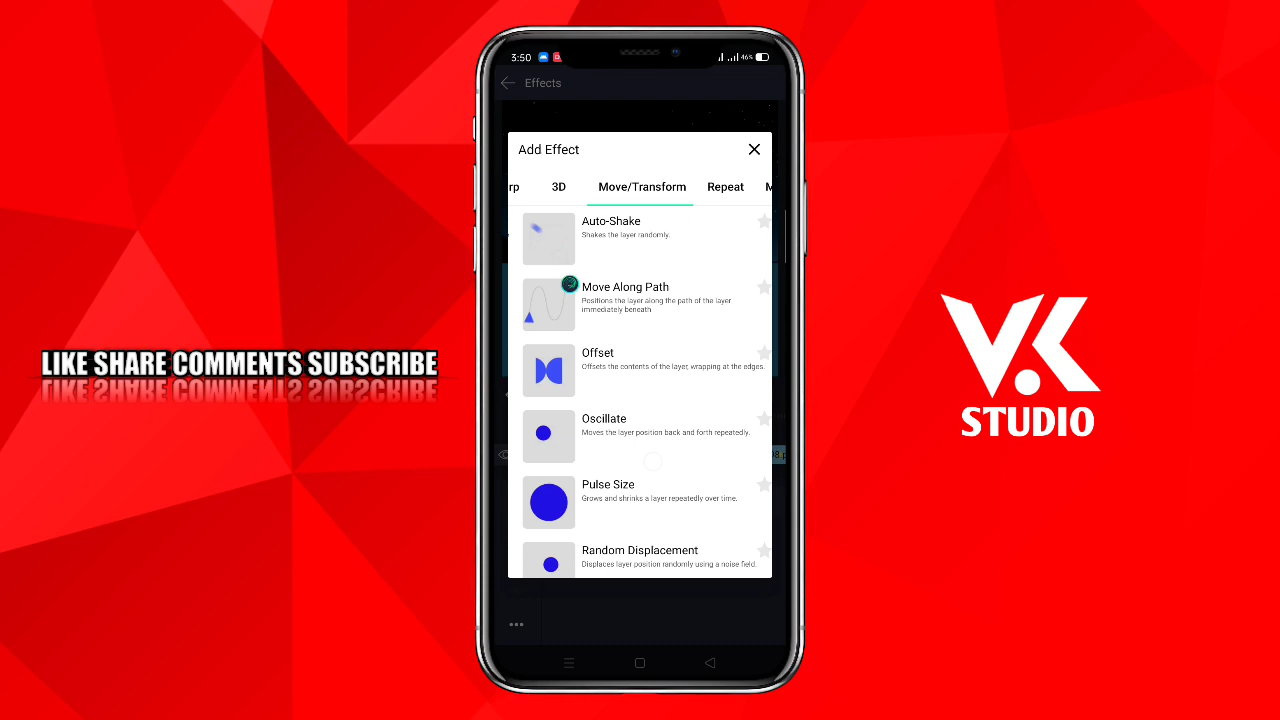 3:50
46%
Effects
Add Effect
rp 3D Move/Transform Repeat M
Auto-Shake
Shakes the layer randomly.
Move Along Path
Positions the layer along the path of the layer
immediately beneath
Offset
Offsets the contents of the layer, wrapping at the edges.
Oscillate
Moves the layer position back and forth repeatedly.
Pulse Size
Grows and shrinks a layer repeatedly over time.
Random Displacement
Displaces layer position randomly using a noise field.
LIKE SHARE COMMENTS SUBSCRIBE
VK
STUDIO